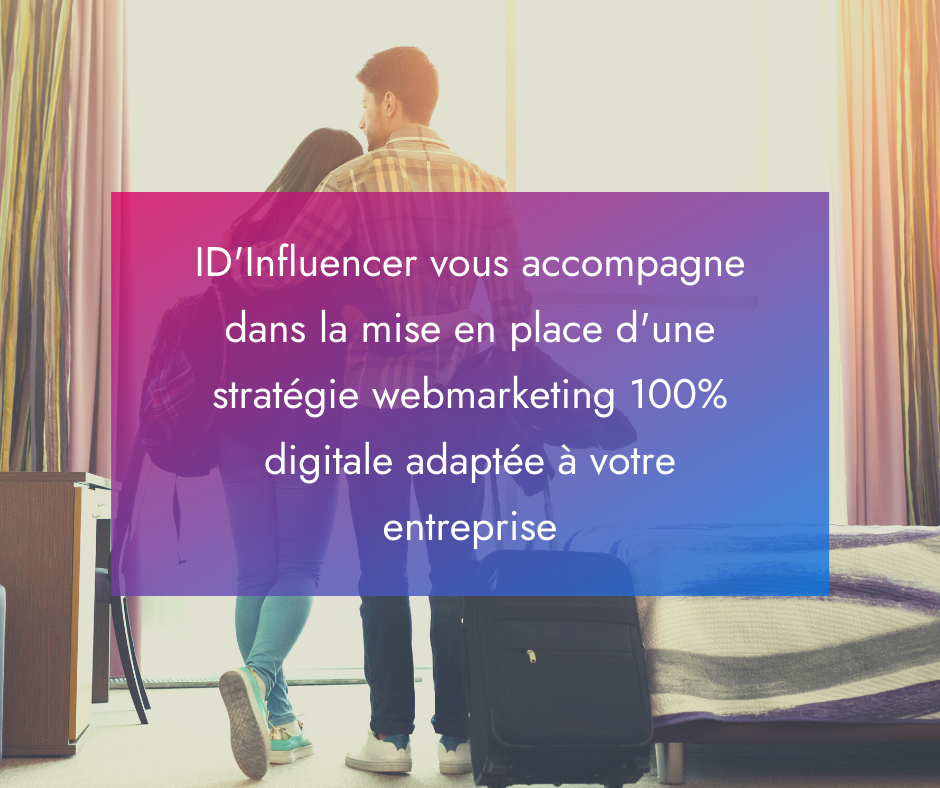 ID'Influencer vous accompagne
dans la mise en place d'une
stratégie webmarketing 100%
digitale adaptée à votre
entreprise